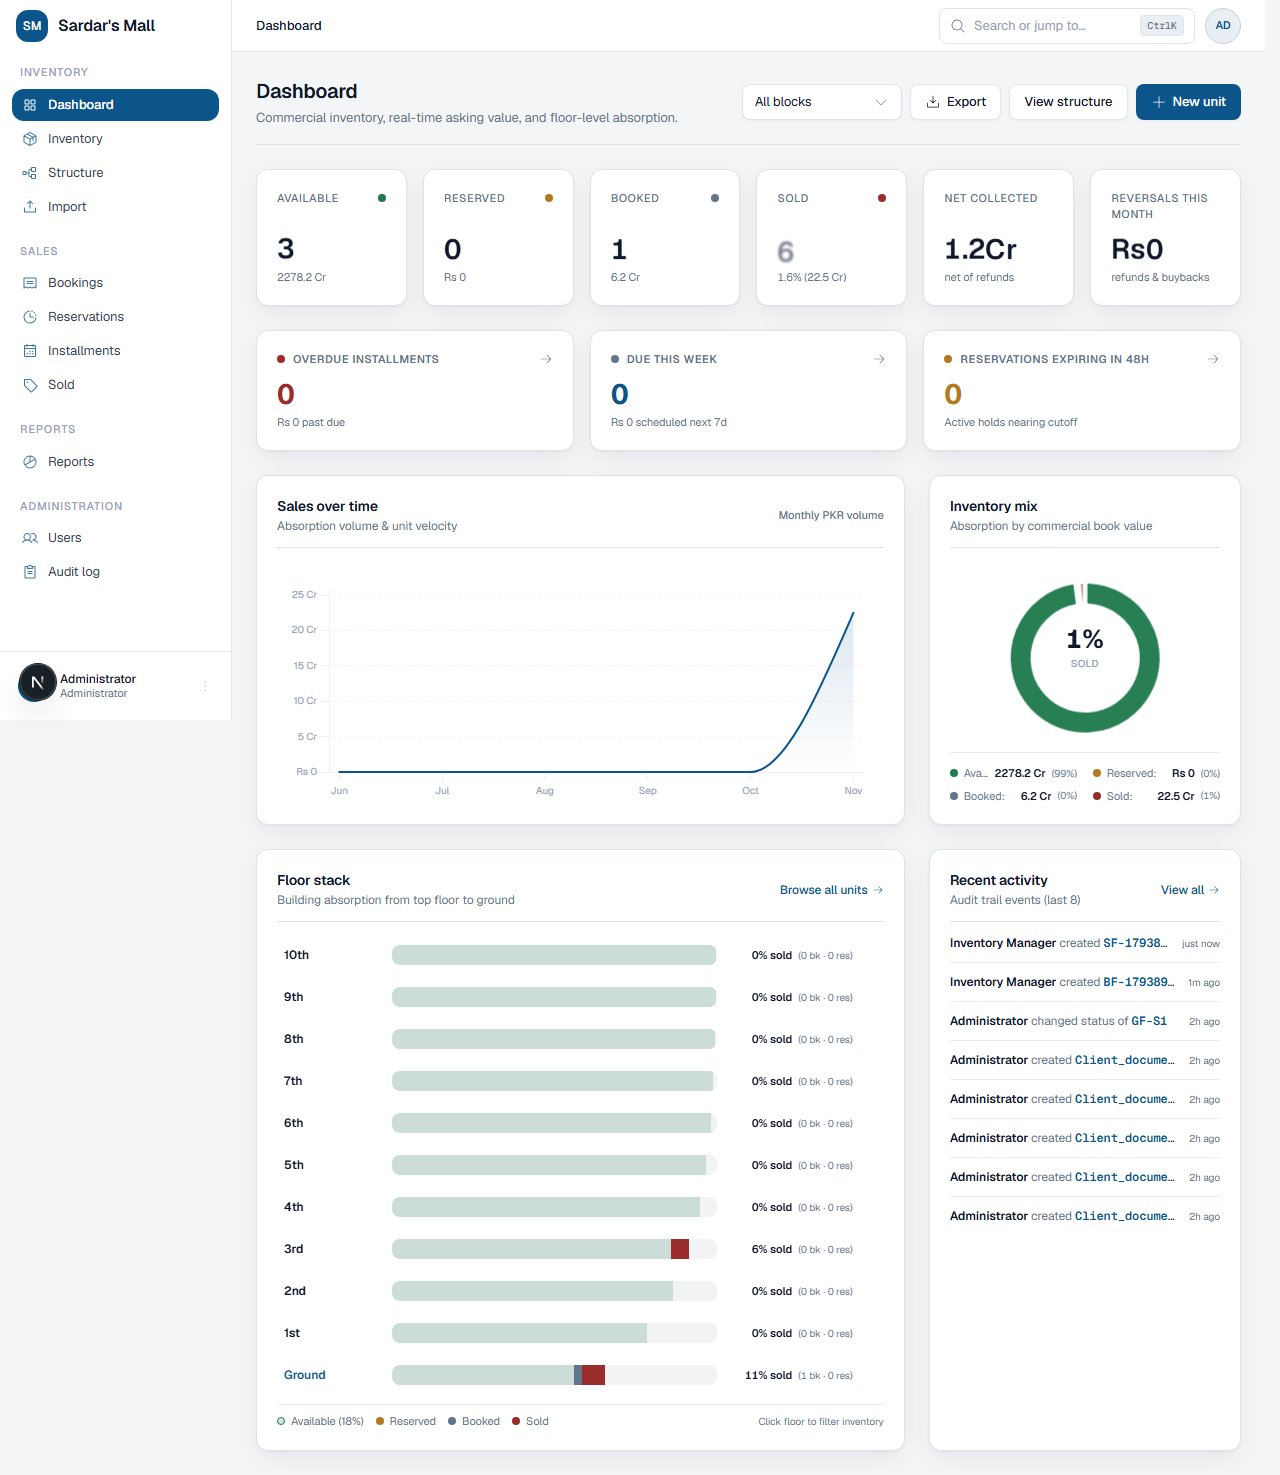 SM Sardar's Mall
Dashboard
Search or jump to...
CtrlK
AD
INVENTORY
Dashboard
Inventory
Structure
Import
SALES
Bookings
Reservations
Installments
Sold
REPORTS
Reports
ADMINISTRATION
Users
Audit log
N
Administrator
Administrator
Dashboard
Commercial inventory, real-time asking value, and floor-level absorption.
All blocks
Export
View structure
New unit
AVAILABLE
3
2278.2 Cr
RESERVED
0
Rs 0
BOOKED
1
6.2 Cr
SOLD
6
1.6% (22.5 Cr)
NET COLLECTED
1.2Cr
net of refunds
REVERSALS THIS
MONTH
Rs0
refunds & buybacks
OVERDUE INSTALLMENTS
0
Rs 0 past due
DUE THIS WEEK
0
Rs 0 scheduled next 7d
RESERVATIONS EXPIRING IN 48H
0
Active holds nearing cutoff
Sales over time
Absorption volume & unit velocity
Monthly PKR volume
25 Cr
20 Cr
15 Cr
10 Cr
5 Cr
Rs 0
Jun Jul Aug Sep Oct Nov
Inventory mix
Absorption by commercial book value
1%
SOLD
Ava... 2278.2 Cr (99%)
Reserved: Rs 0 (0%)
Booked: 6.2 Cr (0%)
Sold: 22.5 Cr (1%)
Floor stack
Building absorption from top floor to ground
Browse all units →
10th 0% sold (0 bk · 0 res)
9th 0% sold (0 bk · 0 res)
8th 0% sold (0 bk · 0 res)
7th 0% sold (0 bk · 0 res)
6th 0% sold (0 bk · 0 res)
5th 0% sold (0 bk · 0 res)
4th 0% sold (0 bk · 0 res)
3rd 6% sold (0 bk · 0 res)
2nd 0% sold (0 bk · 0 res)
1st 0% sold (0 bk · 0 res)
Ground 11% sold (1 bk · 0 res)
Available (18%) Reserved Booked Sold
Click floor to filter inventory
Recent activity
Audit trail events (last 8)
View all →
Inventory Manager created SF-17938... just now
Inventory Manager created BF-179389... 1m ago
Administrator changed status of GF-S1 2h ago
Administrator created Client_docume... 2h ago
Administrator created Client_docume... 2h ago
Administrator created Client_docume... 2h ago
Administrator created Client_docume... 2h ago
Administrator created Client_docume... 2h ago